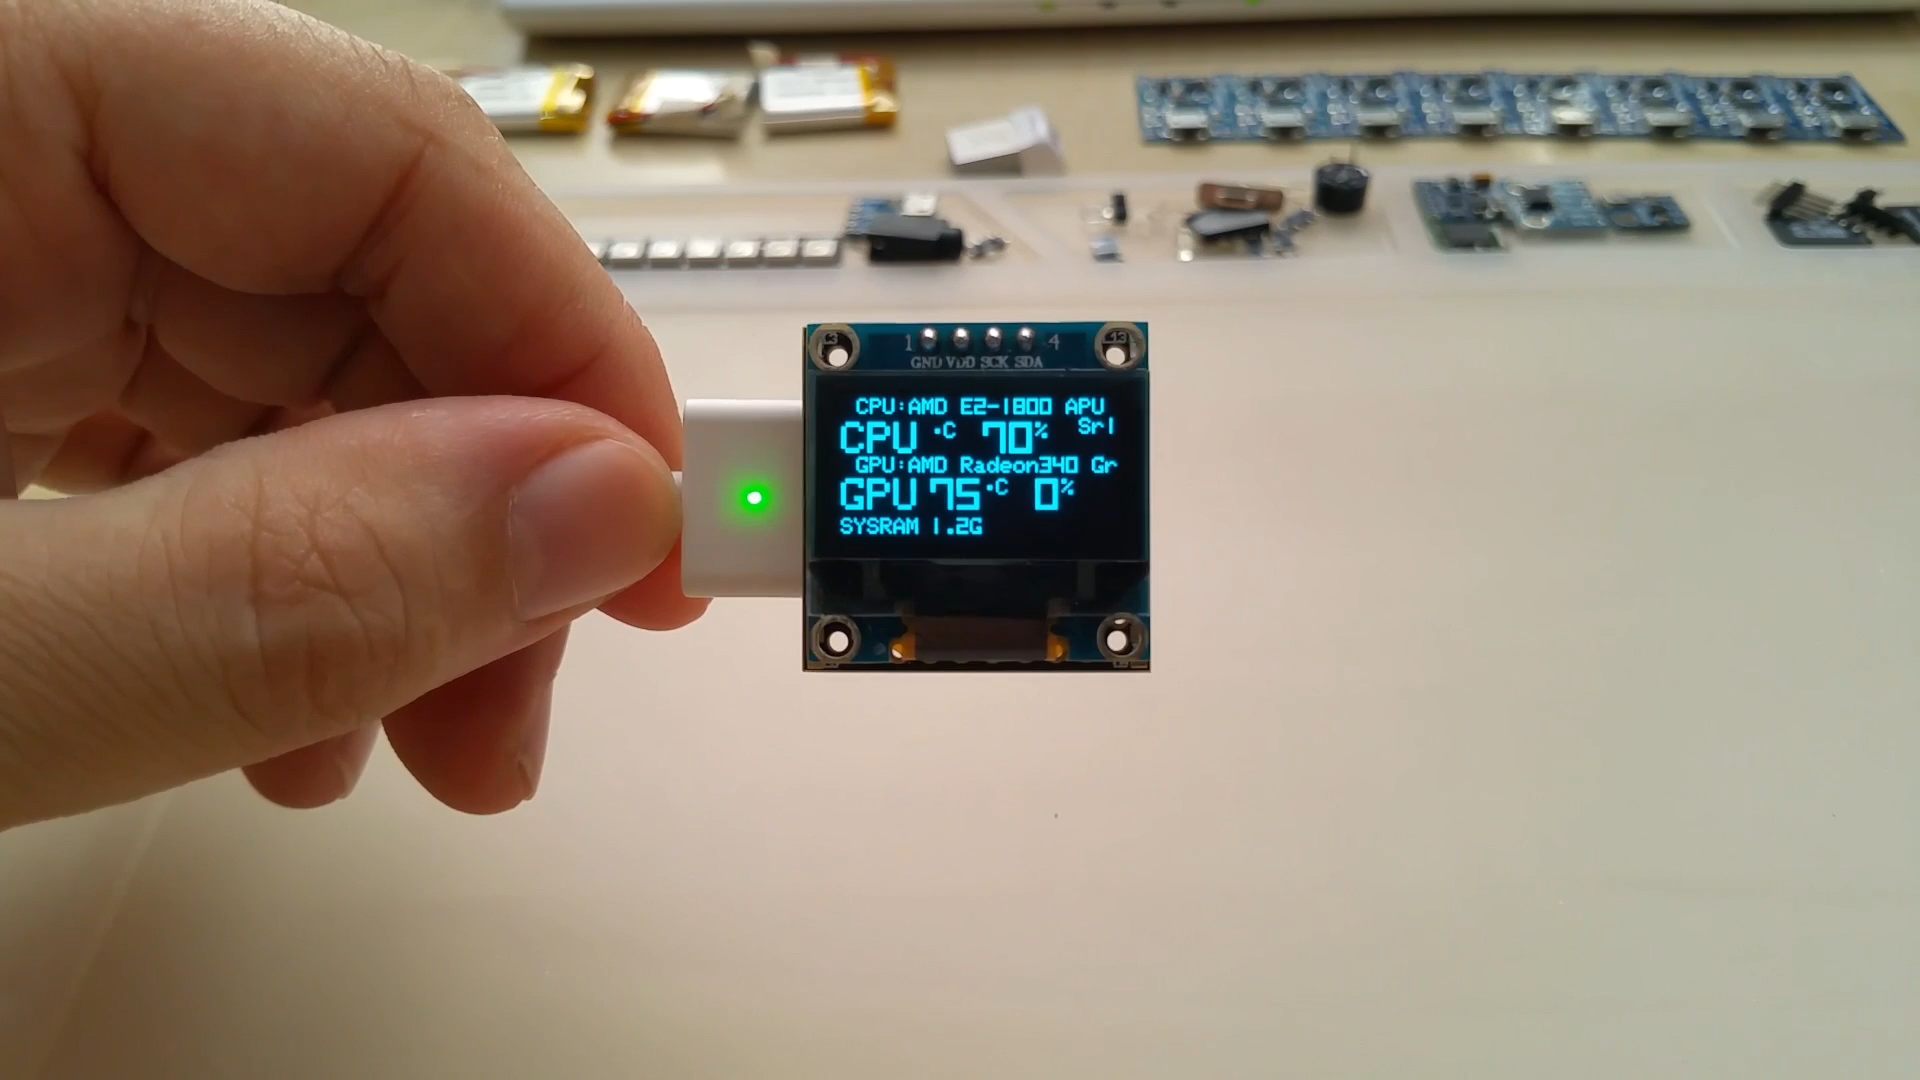 1 4
GND VDD SCK SDA
CPU:AMD E2-1800 APU
CPU °C 70% Srl
GPU:AMD Radeon340 Gr
GPU 75°C 0%
SYSRAM 1.2G